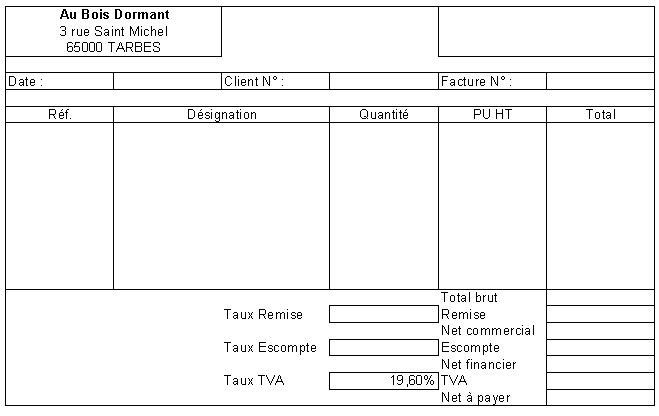 Au Bois Dormant
3 rue Saint Michel
65000 TARBES
Date : Client N° : Facture N° :
Réf. Désignation Quantité PU HT Total
Total brut
Taux Remise Remise
Net commercial
Taux Escompte Escompte
Net financier
Taux TVA 19,60% TVA
Net à payer